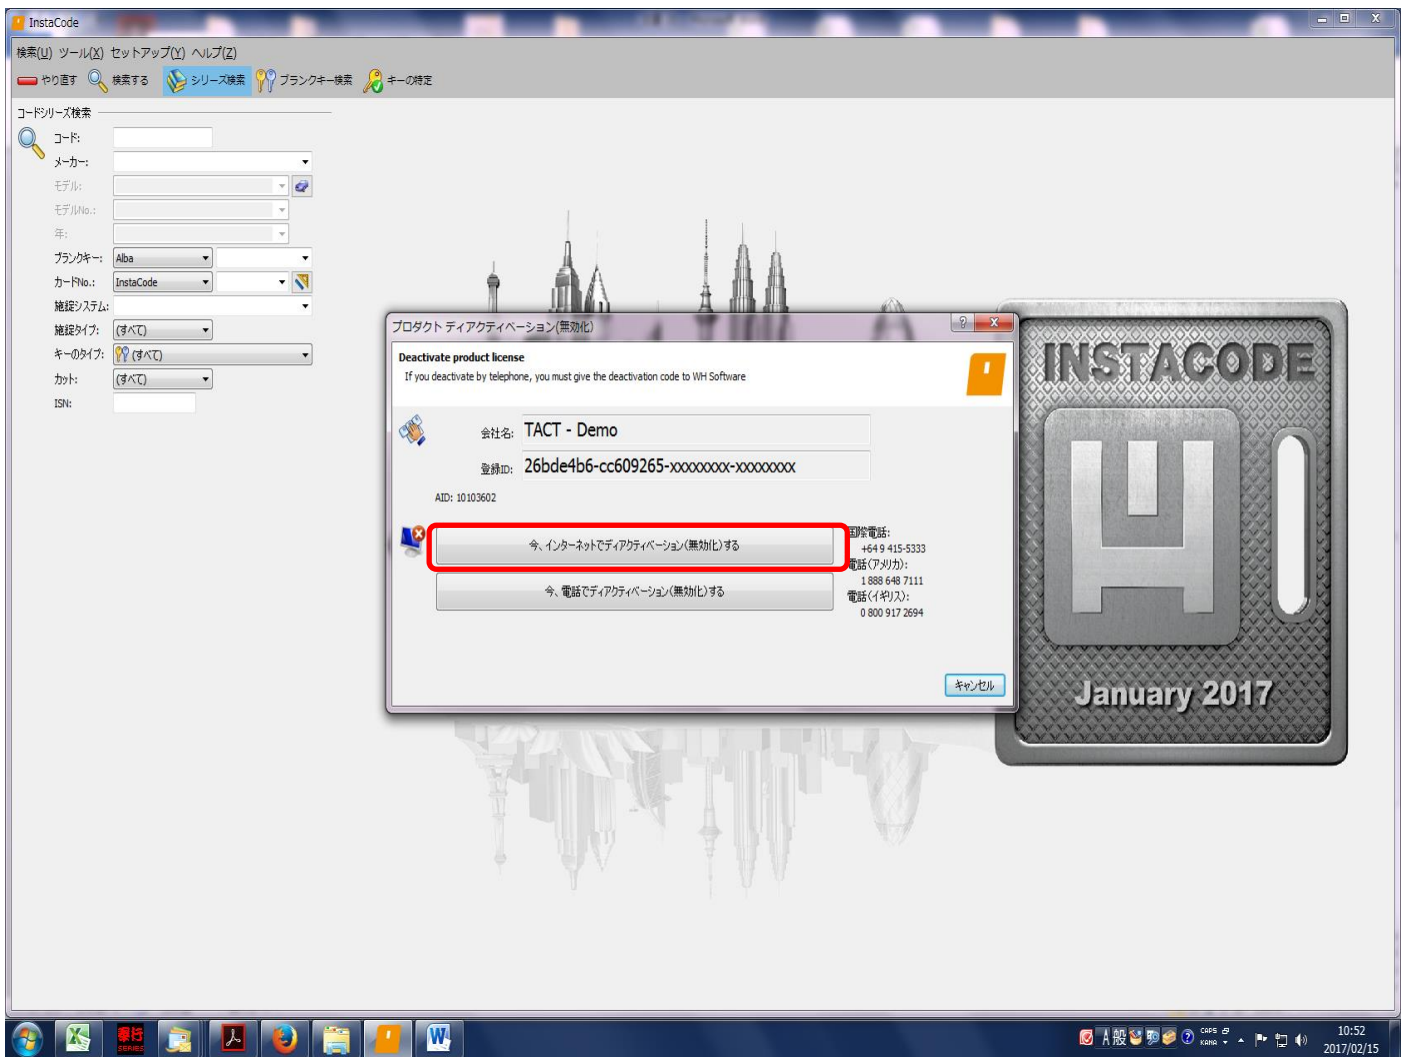 InstaCode
検索(U) ツール(X) セットアップ(Y) ヘルプ(Z)
やり直す 検索する シリーズ検索 ブランクキー検索 キーの特定
コードシリーズ検索
コード:
メーカー:
モデル:
モデルNo.:
年:
ブランクキー: Alba
カードNo.: InstaCode
施錠システム:
施錠タイプ: (すべて)
キーのタイプ: (すべて)
カット: (すべて)
ISN:
プロダクト ディアクティベーション(無効化)
Deactivate product license
If you deactivate by telephone, you must give the deactivation code to WH Software
会社名: TACT - Demo
登録ID: 26bde4b6-cc609265-xxxxxxxx-xxxxxxxx
AID: 10103602
今、インターネットでディアクティベーション(無効化)する
今、電話でディアクティベーション(無効化)する
国際電話:
+64 9 415-5333
電話(アメリカ):
1 888 648 7111
電話(イギリス):
0 800 917 2694
キャンセル
INSTACODE
January 2017
奉行
SERIES
A 般
CAPS
KANA
10:52
2017/02/15